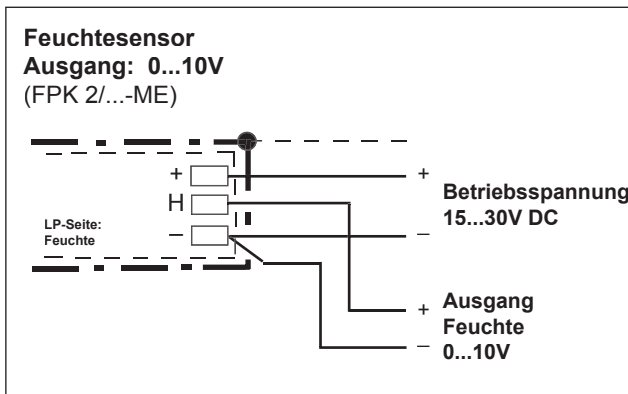 Feuchtesensor
Ausgang: 0...10V
(FPK 2/...-ME)
+
H
–
LP-Seite:
Feuchte
+
Betriebsspannung
15...30V DC
–
+
Ausgang
Feuchte
0...10V
–